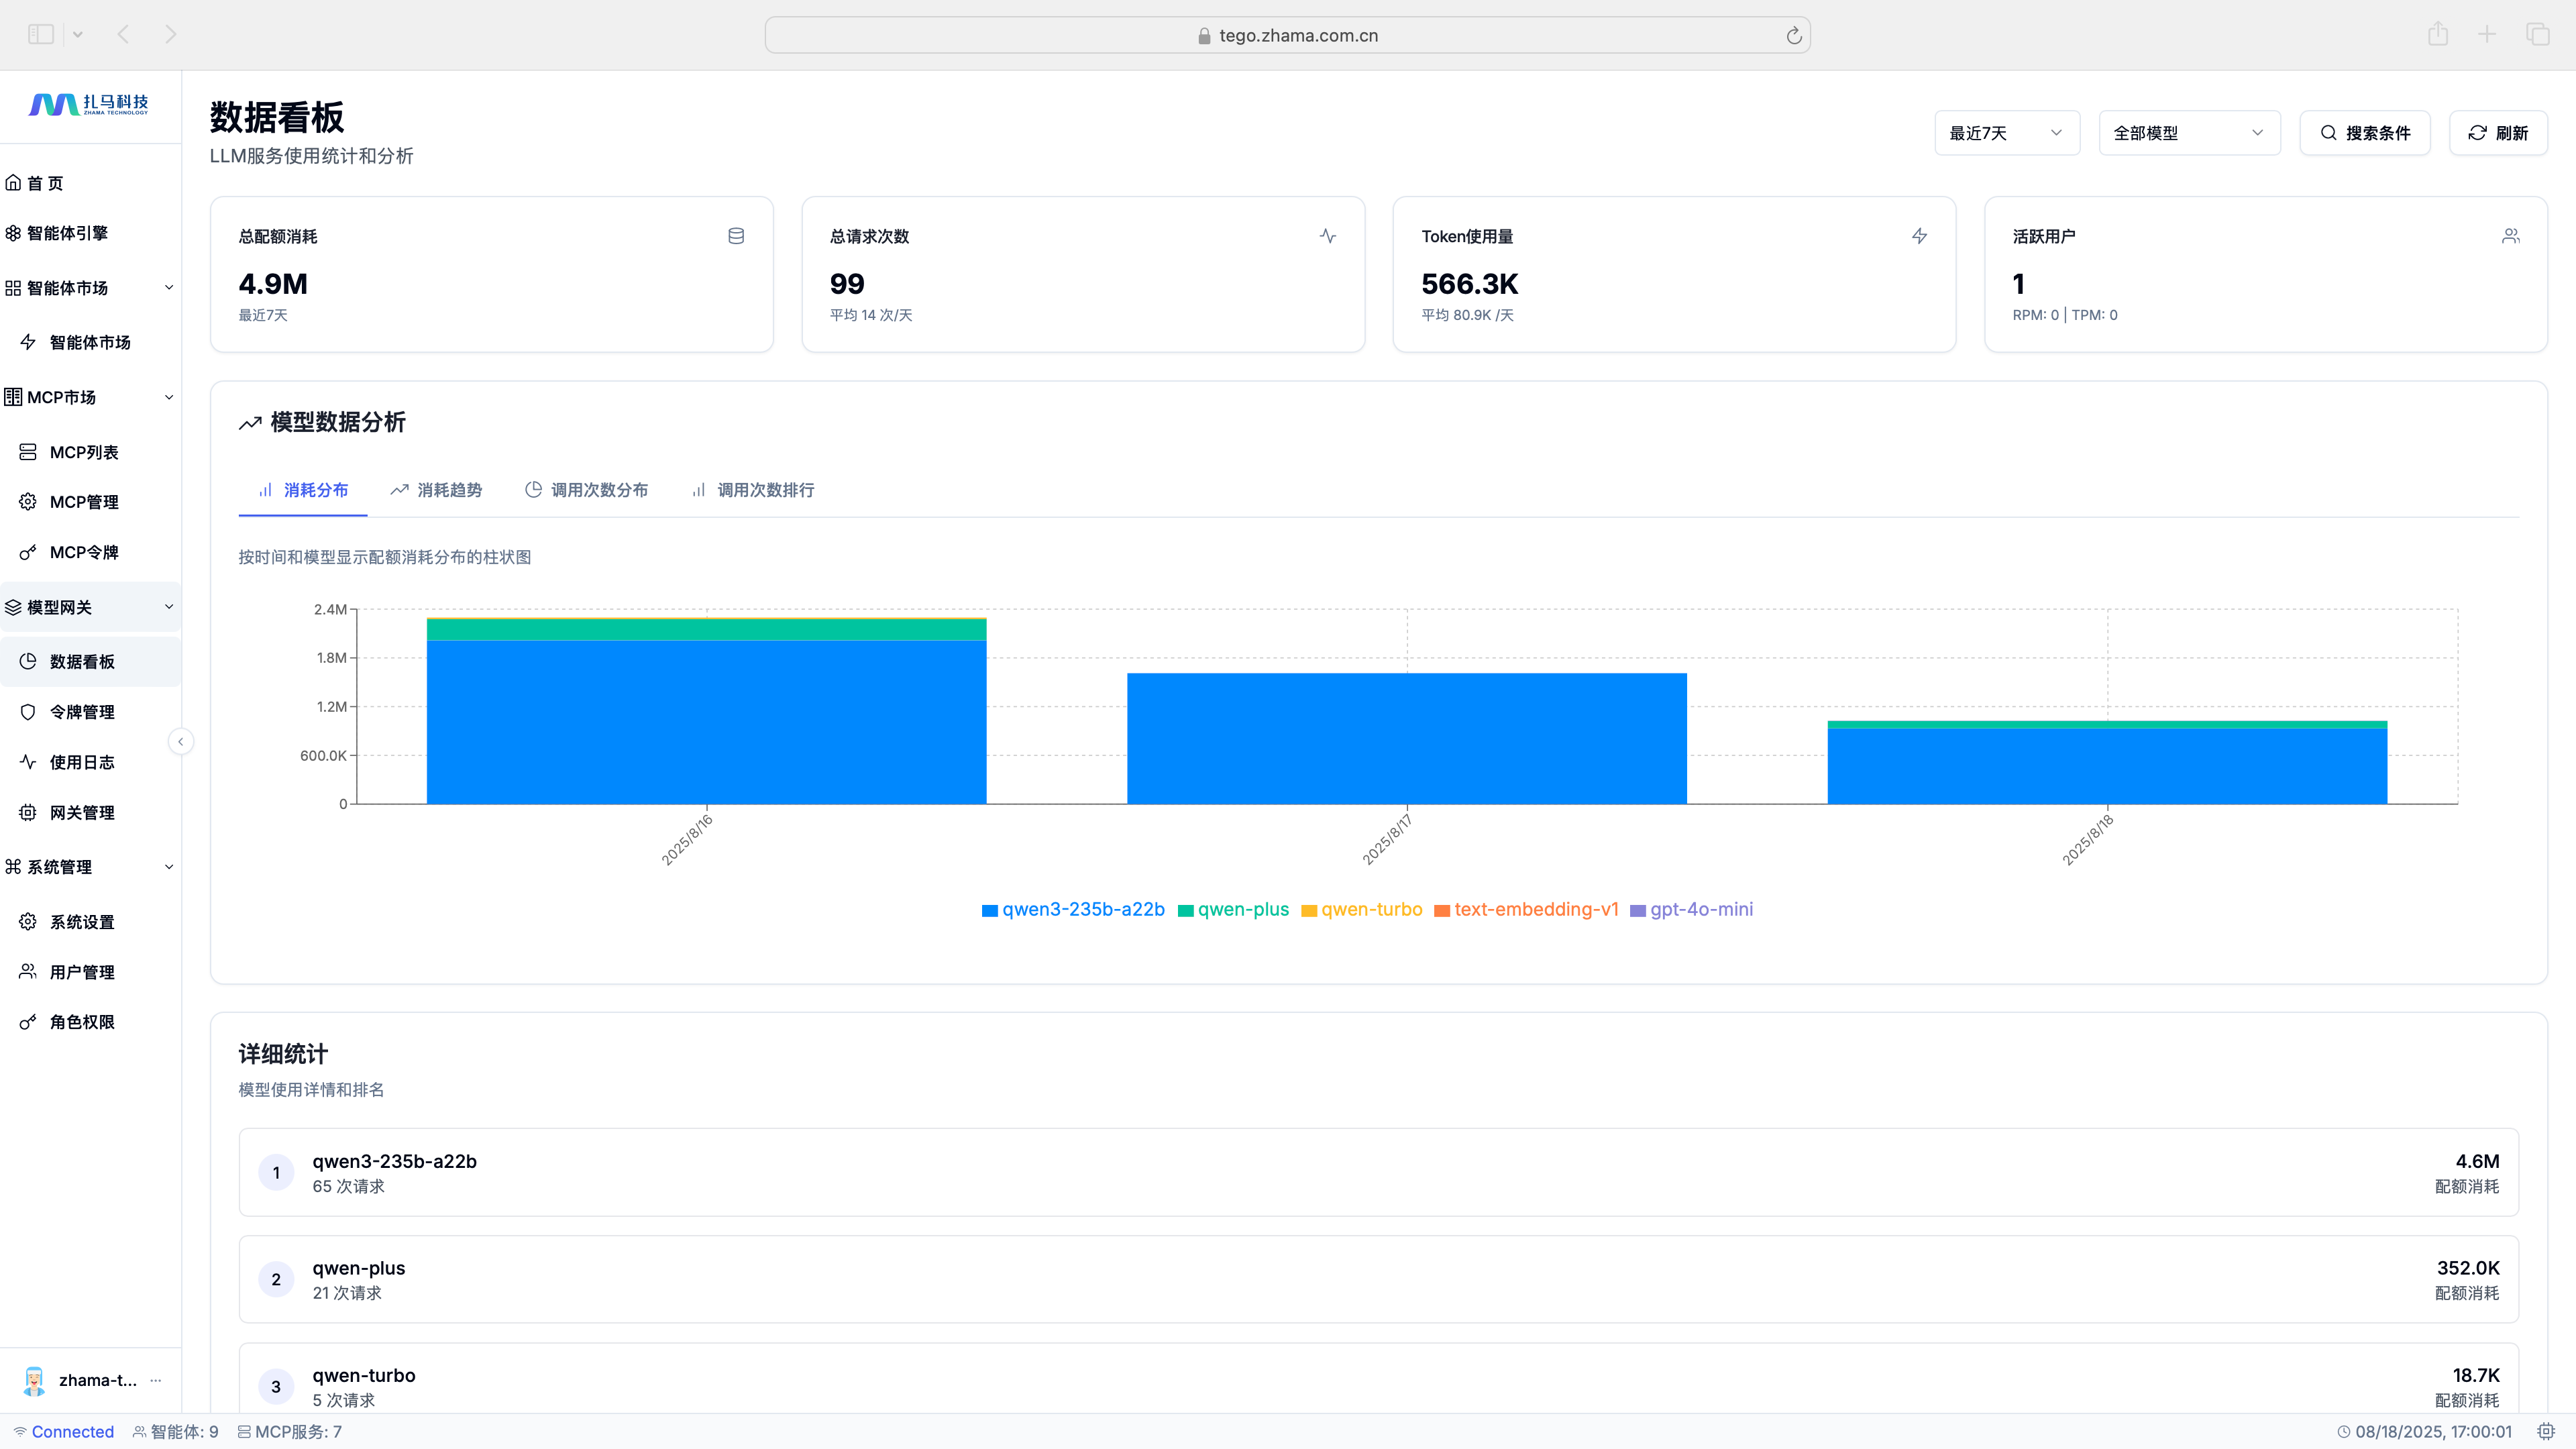 tego.zhama.com.cn
扎马科技
ZHAMA TECHNOLOGY
首 页
智能体引擎
智能体市场
智能体市场
MCP市场
MCP列表
MCP管理
MCP令牌
模型网关
数据看板
令牌管理
使用日志
网关管理
系统管理
系统设置
用户管理
角色权限
zhama-t... ...
数据看板
LLM服务使用统计和分析
最近7天
全部模型
搜索条件
刷新
总配额消耗
4.9M
最近7天
总请求次数
99
平均 14 次/天
Token使用量
566.3K
平均 80.9K /天
活跃用户
1
RPM: 0 | TPM: 0
模型数据分析
消耗分布
消耗趋势
调用次数分布
调用次数排行
按时间和模型显示配额消耗分布的柱状图
2.4M
1.8M
1.2M
600.0K
0
2025/8/16
2025/8/17
2025/8/18
qwen3-235b-a22b
qwen-plus
qwen-turbo
text-embedding-v1
gpt-4o-mini
详细统计
模型使用详情和排名
1
qwen3-235b-a22b
65 次请求
4.6M
配额消耗
2
qwen-plus
21 次请求
352.0K
配额消耗
3
qwen-turbo
5 次请求
18.7K
配额消耗
Connected
智能体: 9
MCP服务: 7
08/18/2025, 17:00:01